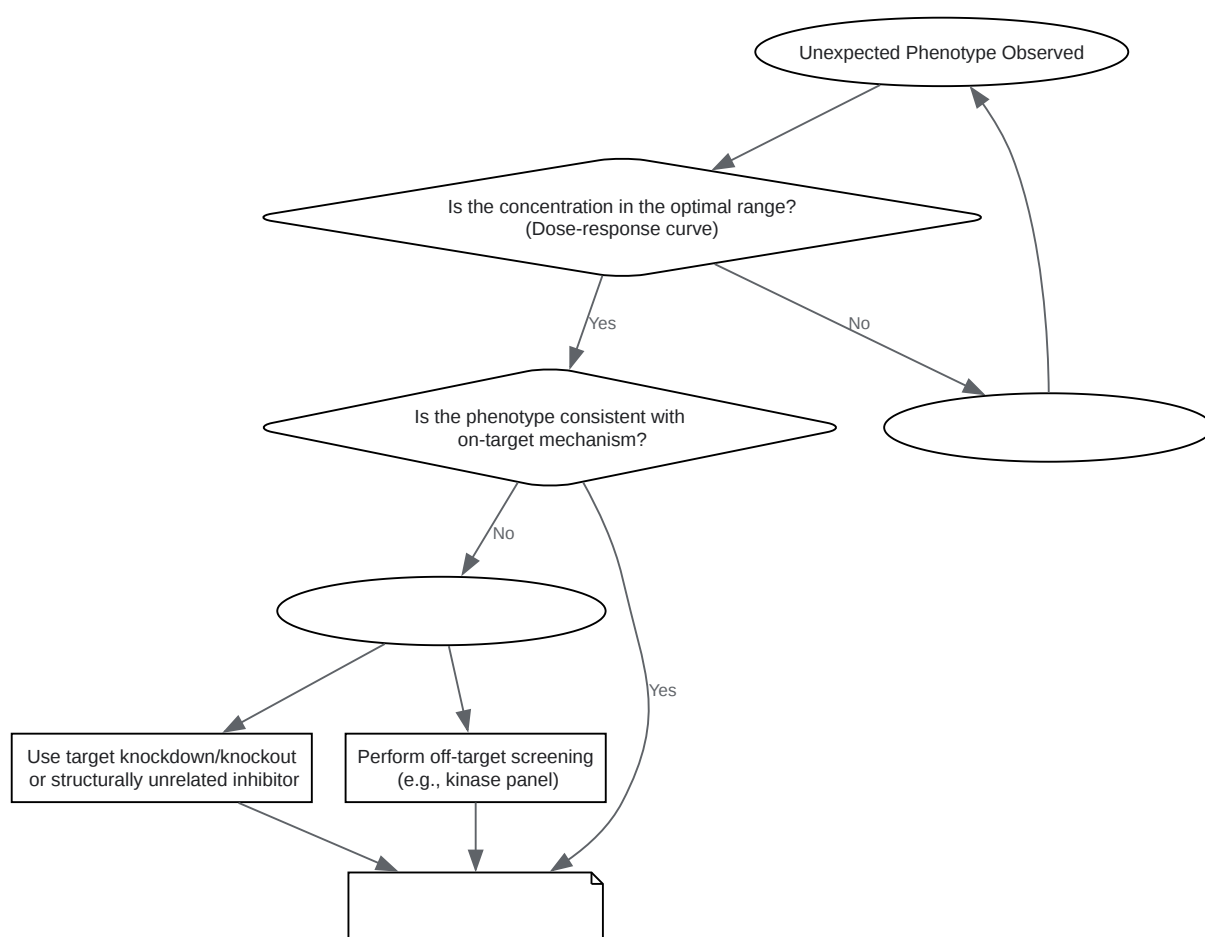 Unexpected Phenotype Observed
Is the concentration in the optimal range?
(Dose-response curve)
Yes
No
Is the phenotype consistent with
on-target mechanism?
No
Yes
Use target knockdown/knockout
or structurally unrelated inhibitor
Perform off-target screening
(e.g., kinase panel)